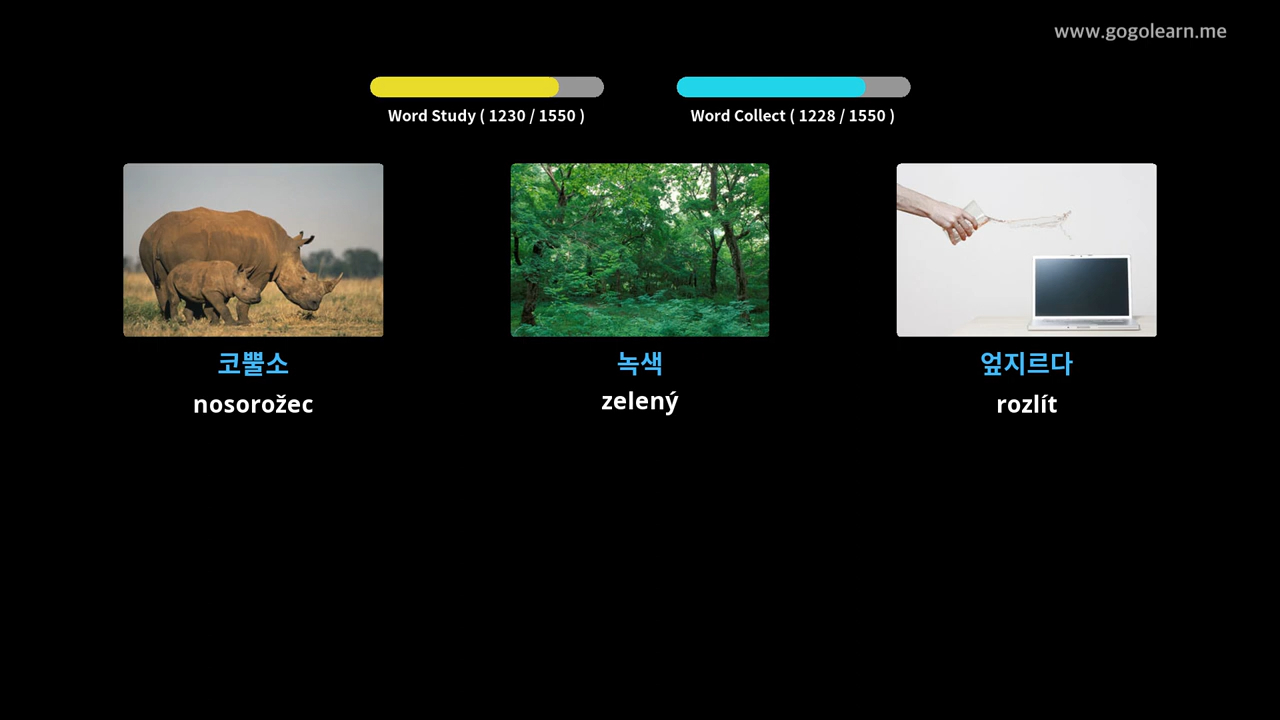 www.gogolearn.me
Word Study ( 1230 / 1550 )
Word Collect ( 1228 / 1550 )
코뿔소
nosorožec
녹색
zelený
엎지르다
rozlít